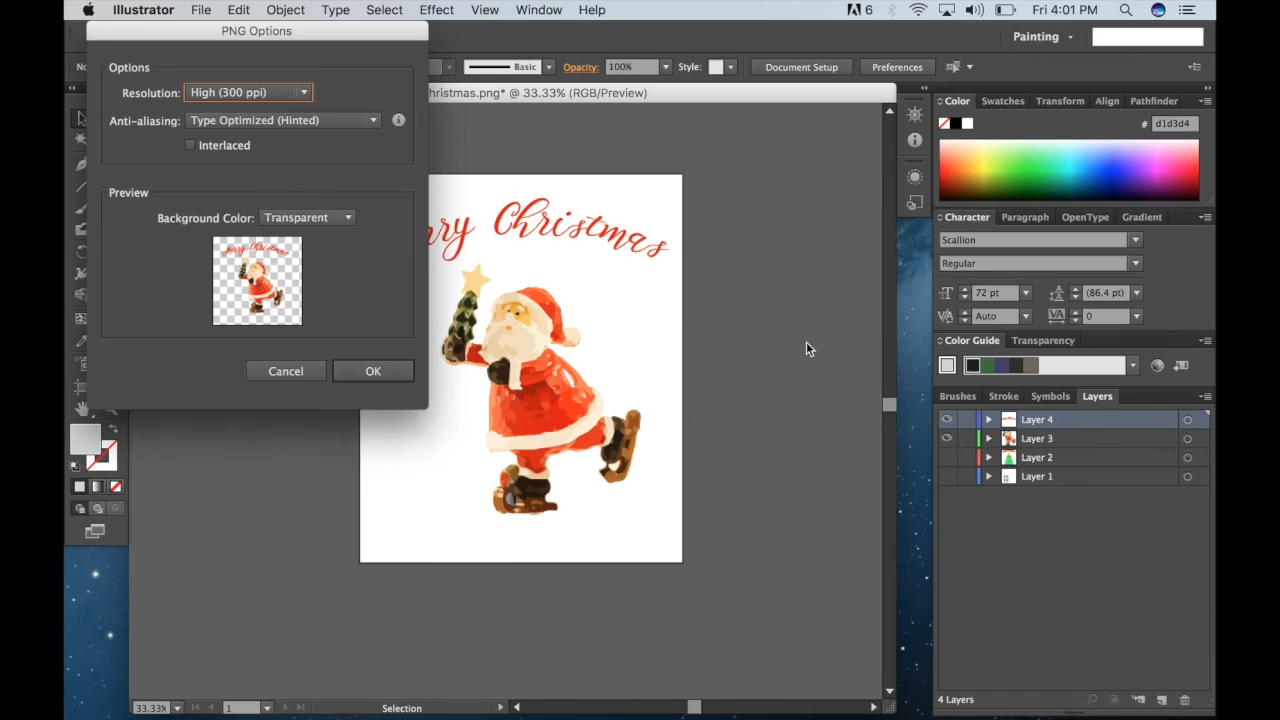 Illustrator File Edit Object Type Select Effect View Window Help 6 Fri 4:01 PM
PNG Options
Painting
Basic Opacity: 100% Style: Document Setup Preferences
Options
Resolution: High (300 ppi)
hristmas.png* @ 33.33% (RGB/Preview)
Anti-aliasing: Type Optimized (Hinted)
Interlaced
Preview
Background Color: Transparent
Merry Christmas
Cancel OK
rry Christmas
Color Swatches Transform Align Pathfinder
# d1d3d4
Character Paragraph OpenType Gradient
Scallion
Regular
72 pt (86.4 pt)
Auto 0
Color Guide Transparency
Brushes Stroke Symbols Layers
Layer 4
Layer 3
Layer 2
Layer 1
4 Layers
33.33% 1 Selection